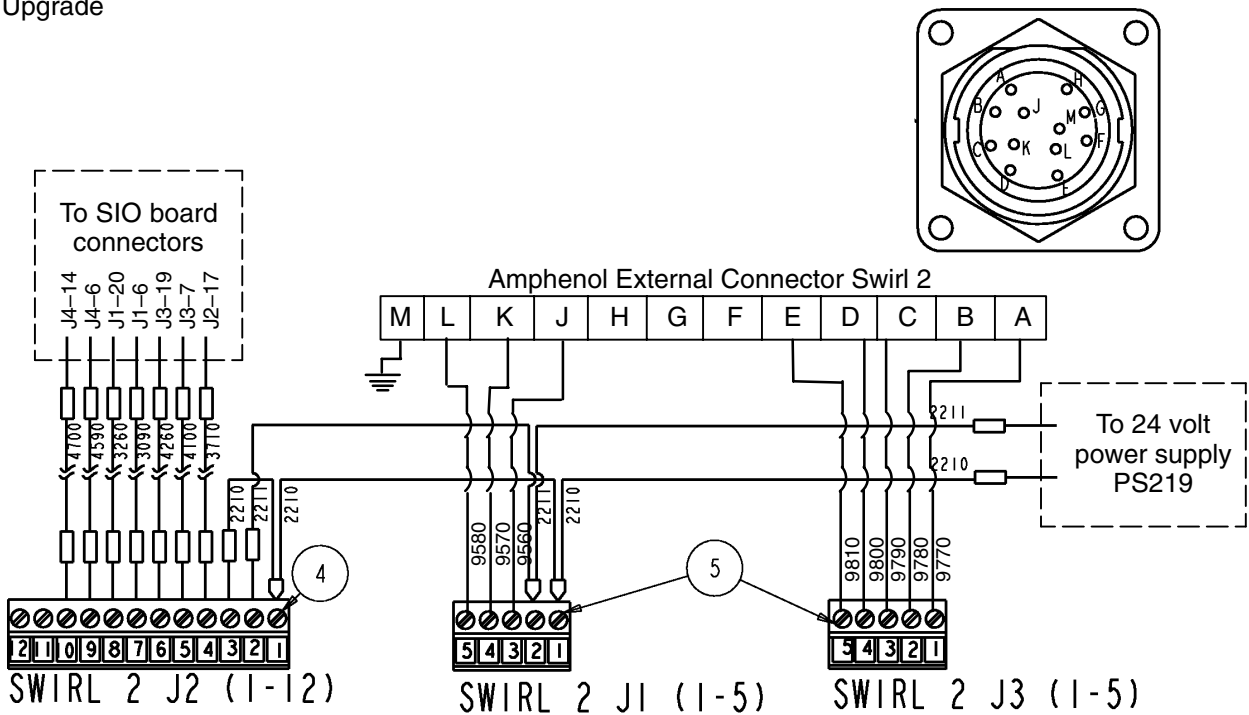 Upgrade
A H
B J M G
C K L F
D E
To SIO board
connectors
J4–14
J4–6
J1–20
J1–6
J3–19
J3–7
J2–17
Amphenol External Connector Swirl 2
M L K J H G F E D C B A
4700
4590
3260
3090
4260
4100
3710
2210
2211
2210
2211
2210
2211
2210
To 24 volt
power supply
PS219
9580
9570
9560
9810
9800
9790
9780
9770
4
5
12 11 10 9 8 7 6 5 4 3 2 1
5 4 3 2 1
5 4 3 2 1
SWIRL 2 J2 (1-12)
SWIRL 2 J1 (1-5)
SWIRL 2 J3 (1-5)